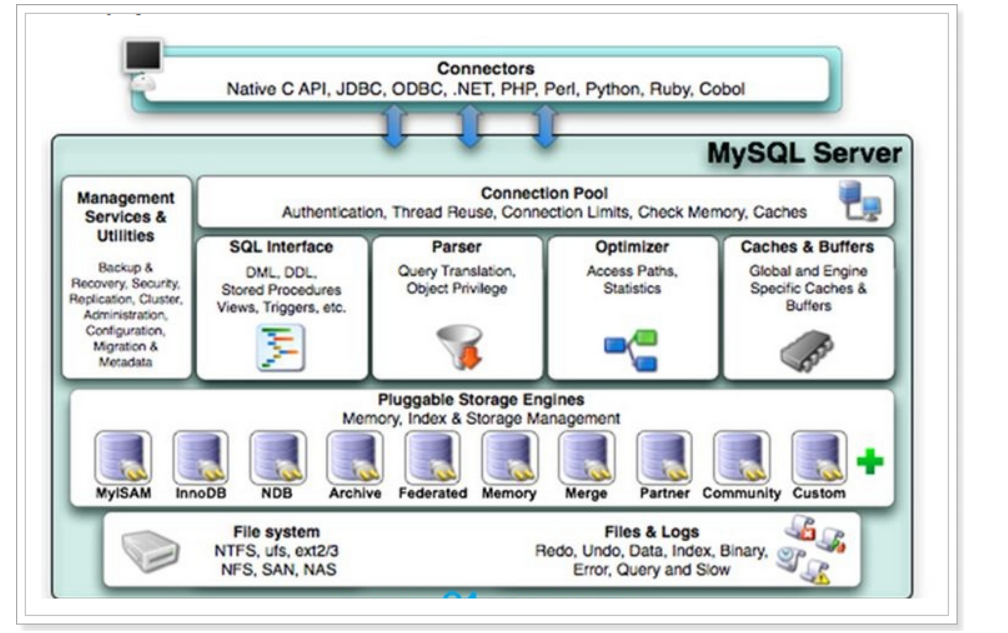 Connectors
Native C API, JDBC, ODBC, .NET, PHP, Perl, Python, Ruby, Cobol
MySQL Server
Management
Services &
Utilities
Backup &
Recovery, Security,
Replication, Cluster,
Administration,
Configuration,
Migration &
Metadata
Connection Pool
Authentication, Thread Reuse, Connection Limits, Check Memory, Caches
SQL Interface
DML, DDL,
Stored Procedures
Views, Triggers, etc.
Parser
Query Translation,
Object Privilege
Optimizer
Access Paths,
Statistics
Caches & Buffers
Global and Engine
Specific Caches &
Buffers
Pluggable Storage Engines
Memory, Index & Storage Management
MyISAM
InnoDB
NDB
Archive
Federated
Memory
Merge
Partner
Community
Custom
File system
NTFS, ufs, ext2/3
NFS, SAN, NAS
Files & Logs
Redo, Undo, Data, Index, Binary,
Error, Query and Slow